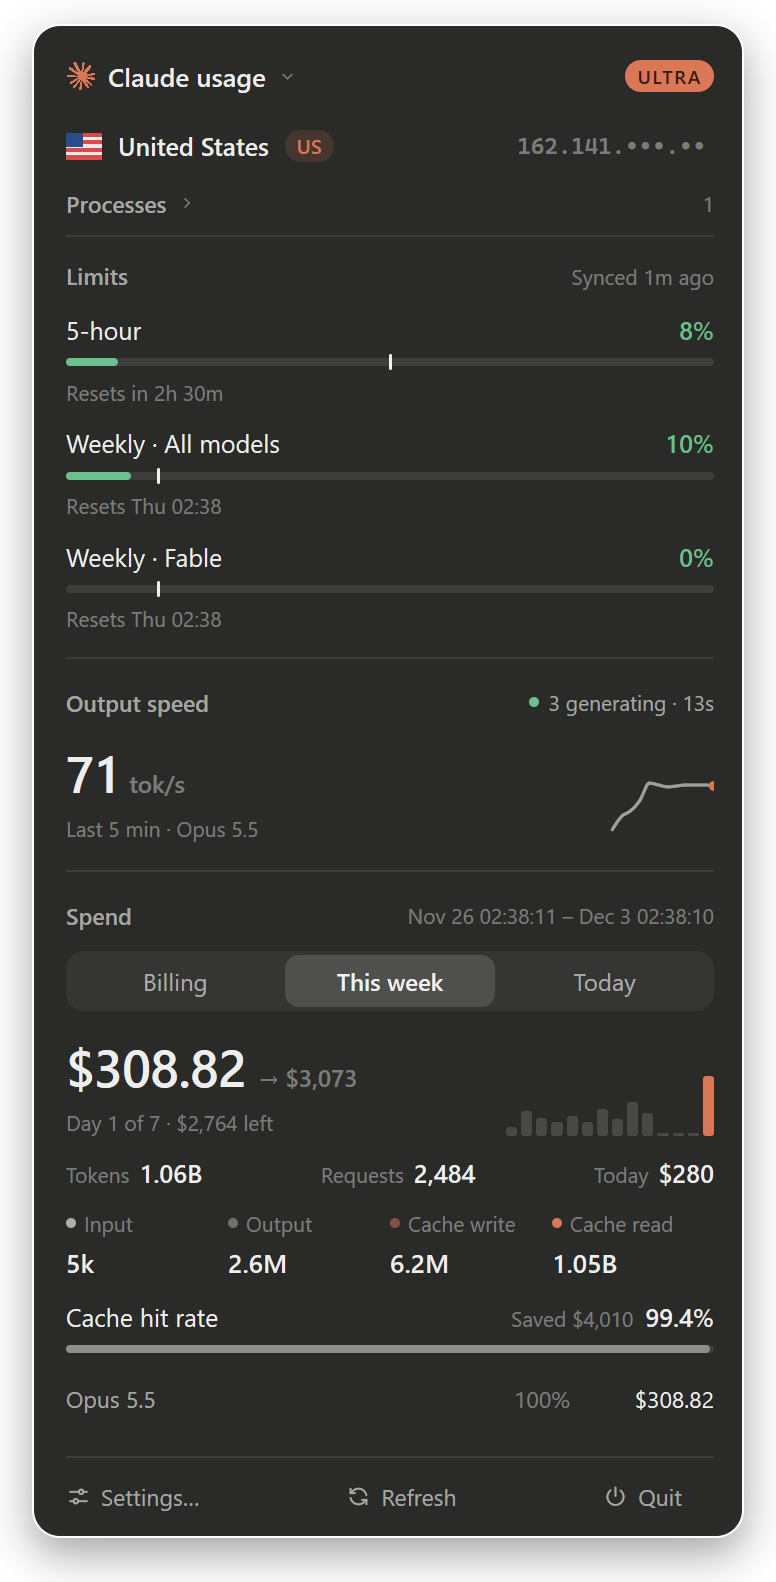 Claude usage ULTRA
United States US 162.141.•••.••
Processes 1
Limits Synced 1m ago
5-hour 8%
Resets in 2h 30m
Weekly · All models 10%
Resets Thu 02:38
Weekly · Fable 0%
Resets Thu 02:38
Output speed 3 generating · 13s
71 tok/s
Last 5 min · Opus 5.5
Spend Nov 26 02:38:11 – Dec 3 02:38:10
Billing This week Today
$308.82 → $3,073
Day 1 of 7 · $2,764 left
Tokens 1.06B Requests 2,484 Today $280
Input Output Cache write Cache read
5k 2.6M 6.2M 1.05B
Cache hit rate Saved $4,010 99.4%
Opus 5.5 100% $308.82
Settings... Refresh Quit